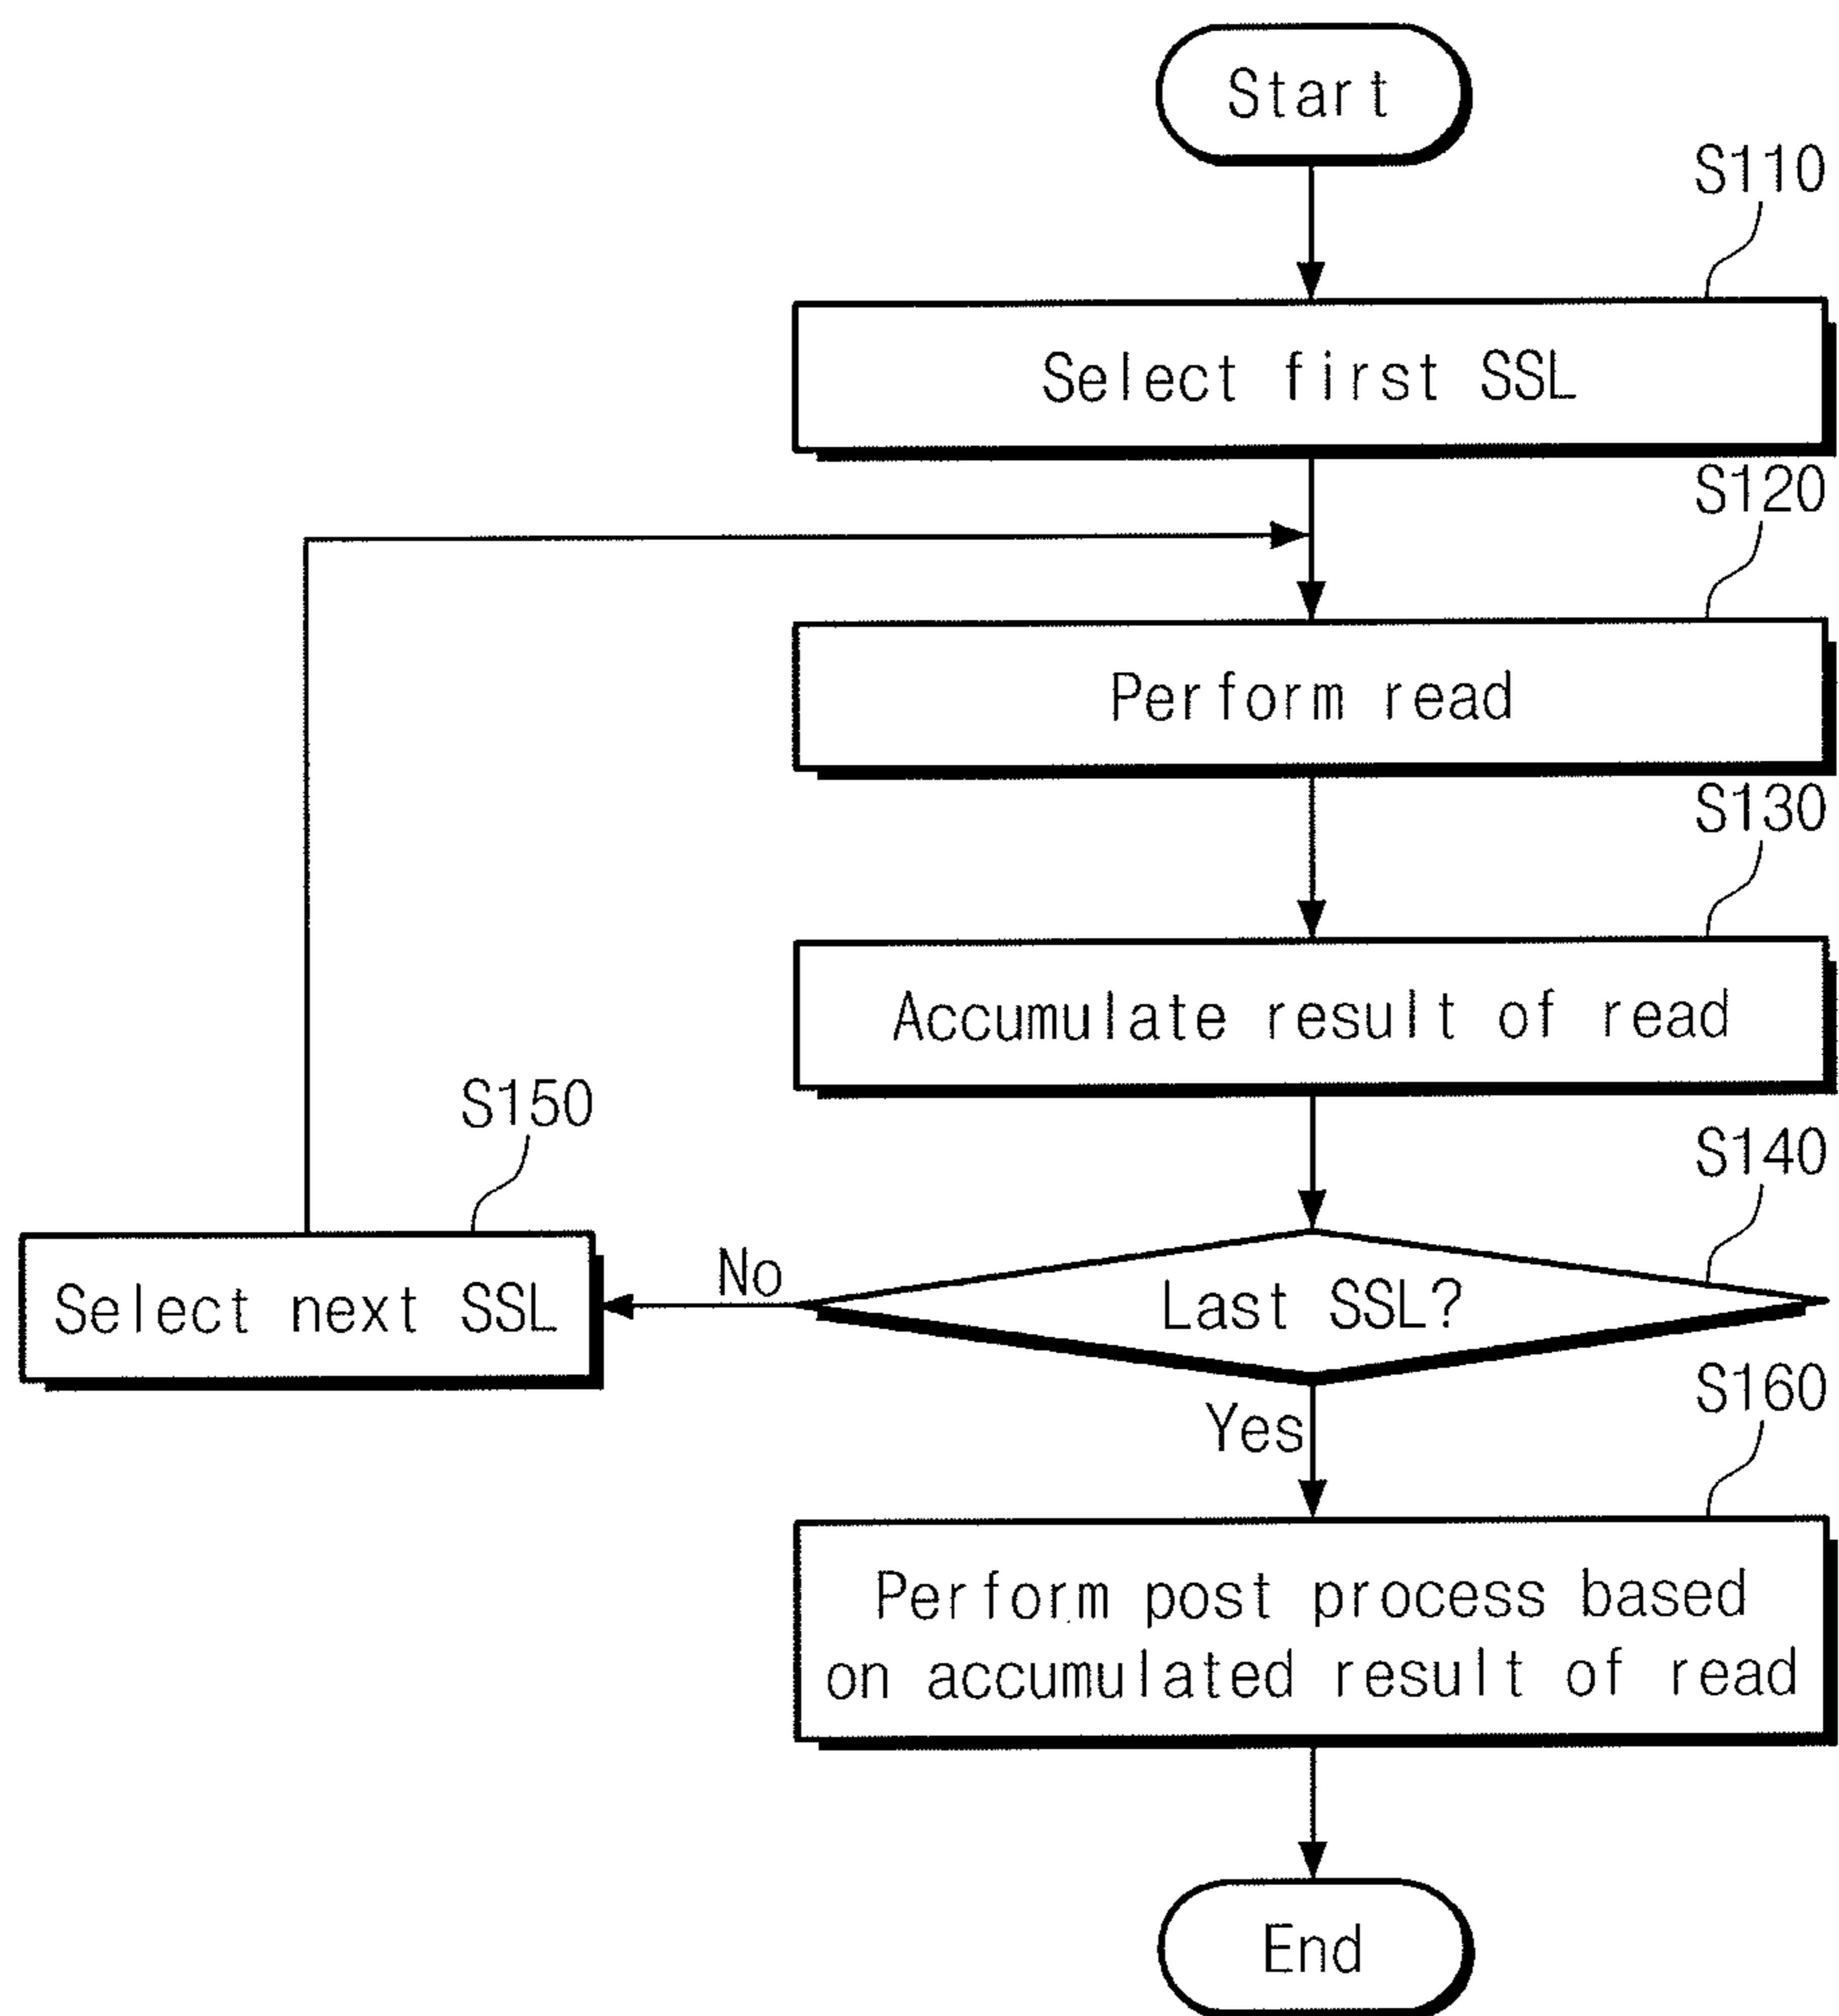 Start
S110
Select first SSL
S120
Perform read
S130
Accumulate result of read
S150
S140
Select next SSL
No
Last SSL?
S160
Yes
Perform post process based
on accumulated result of read
End